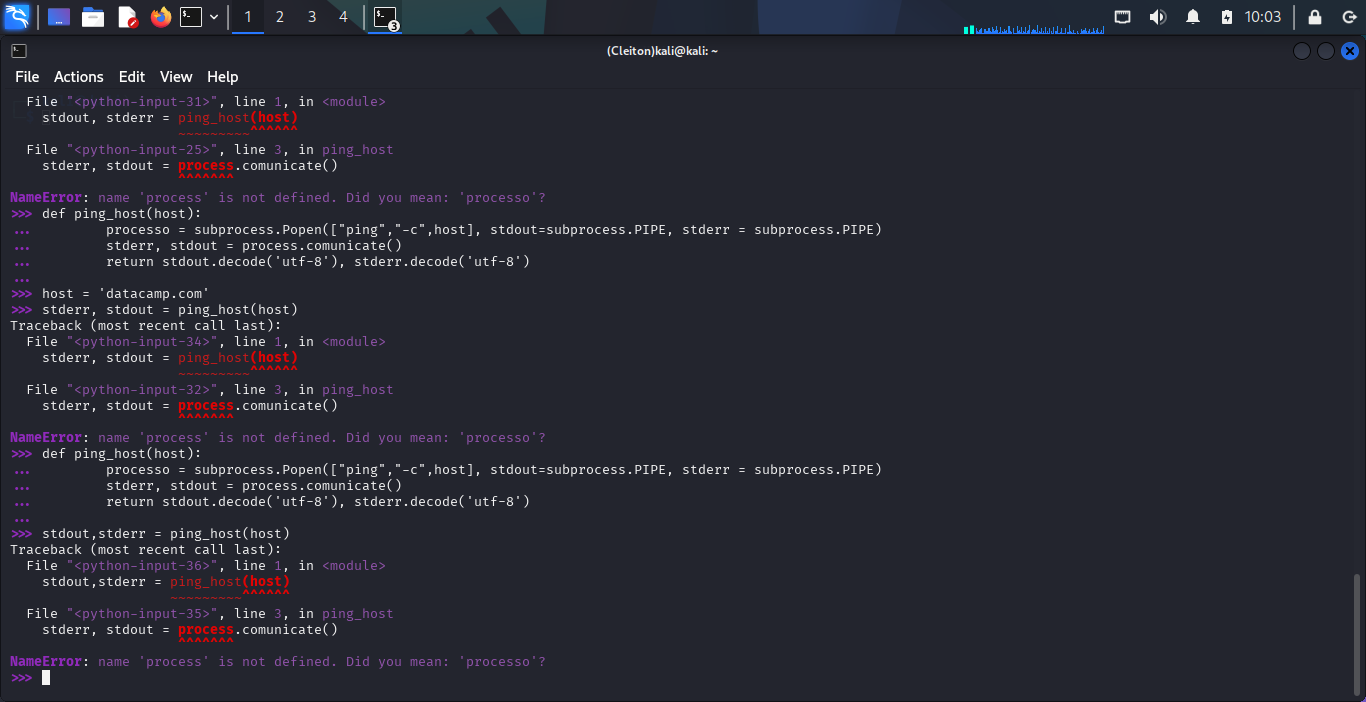 1 2 3 4 3 10:03
(Cleiton)kali@kali: ~
File Actions Edit View Help
File "<python-input-31>", line 1, in <module>
stdout, stderr = ping_host(host)
~~~~~~~~~^^^^^^
File "<python-input-25>", line 3, in ping_host
stderr, stdout = process.comunicate()
^^^^^^^
NameError: name 'process' is not defined. Did you mean: 'processo'?
>>> def ping_host(host):
... processo = subprocess.Popen(["ping","-c",host], stdout=subprocess.PIPE, stderr = subprocess.PIPE)
... stderr, stdout = process.comunicate()
... return stdout.decode('utf-8'), stderr.decode('utf-8')
...
>>> host = 'datacamp.com'
>>> stderr, stdout = ping_host(host)
Traceback (most recent call last):
File "<python-input-34>", line 1, in <module>
stderr, stdout = ping_host(host)
~~~~~~~~~^^^^^^
File "<python-input-32>", line 3, in ping_host
stderr, stdout = process.comunicate()
^^^^^^^
NameError: name 'process' is not defined. Did you mean: 'processo'?
>>> def ping_host(host):
... processo = subprocess.Popen(["ping","-c",host], stdout=subprocess.PIPE, stderr = subprocess.PIPE)
... stderr, stdout = process.comunicate()
... return stdout.decode('utf-8'), stderr.decode('utf-8')
...
>>> stdout,stderr = ping_host(host)
Traceback (most recent call last):
File "<python-input-36>", line 1, in <module>
stdout,stderr = ping_host(host)
~~~~~~~~~^^^^^^
File "<python-input-35>", line 3, in ping_host
stderr, stdout = process.comunicate()
^^^^^^^
NameError: name 'process' is not defined. Did you mean: 'processo'?
>>>